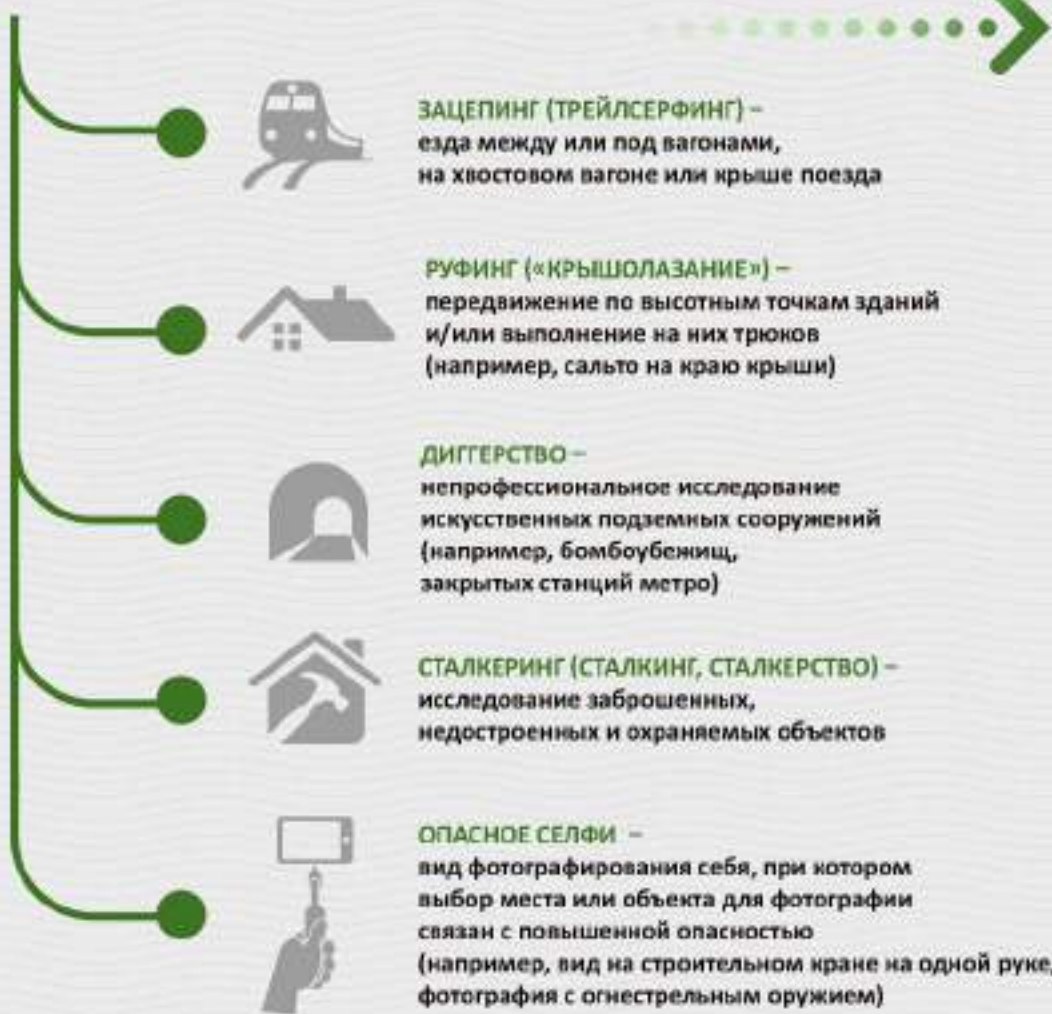 ЗАЦЕПИНГ (ТРЕЙЛСЕРФИНГ) –
езда между или под вагонами,
на хвостовом вагоне или крыше поезда
РУФИНГ («КРЫШОЛАЗАНИЕ») –
передвижение по высотным точкам зданий
и/или выполнение на них трюков
(например, сальто на краю крыши)
ДИГГЕРСТВО –
непрофессиональное исследование
искусственных подземных сооружений
(например, бомбоубежищ,
закрытых станций метро)
СТАЛКЕРИНГ (СТАЛКИНГ, СТАЛКЕРСТВО) –
исследование заброшенных,
недостроенных и охраняемых объектов
ОПАСНОЕ СЕЛФИ –
вид фотографирования себя, при котором
выбор места или объекта для фотографии
связан с повышенной опасностью
(например, вид на строительном кране на одной руке,
фотография с огнестрельным оружием)